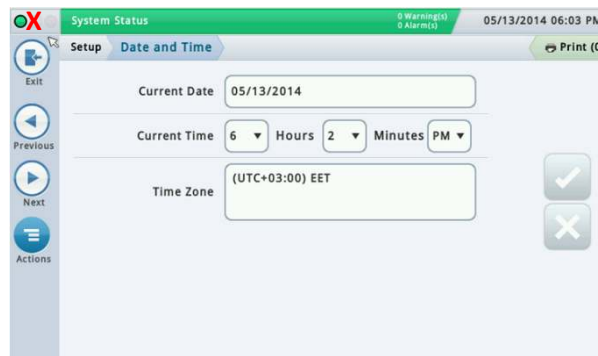 X
System Status
0 Warning(s)
0 Alarm(s)
05/13/2014 06:03 PM
Setup Date and Time
Print (0
Exit
Current Date 05/13/2014
Current Time 6 Hours 2 Minutes PM
Previous
Time Zone (UTC+03:00) EET
Next
Actions